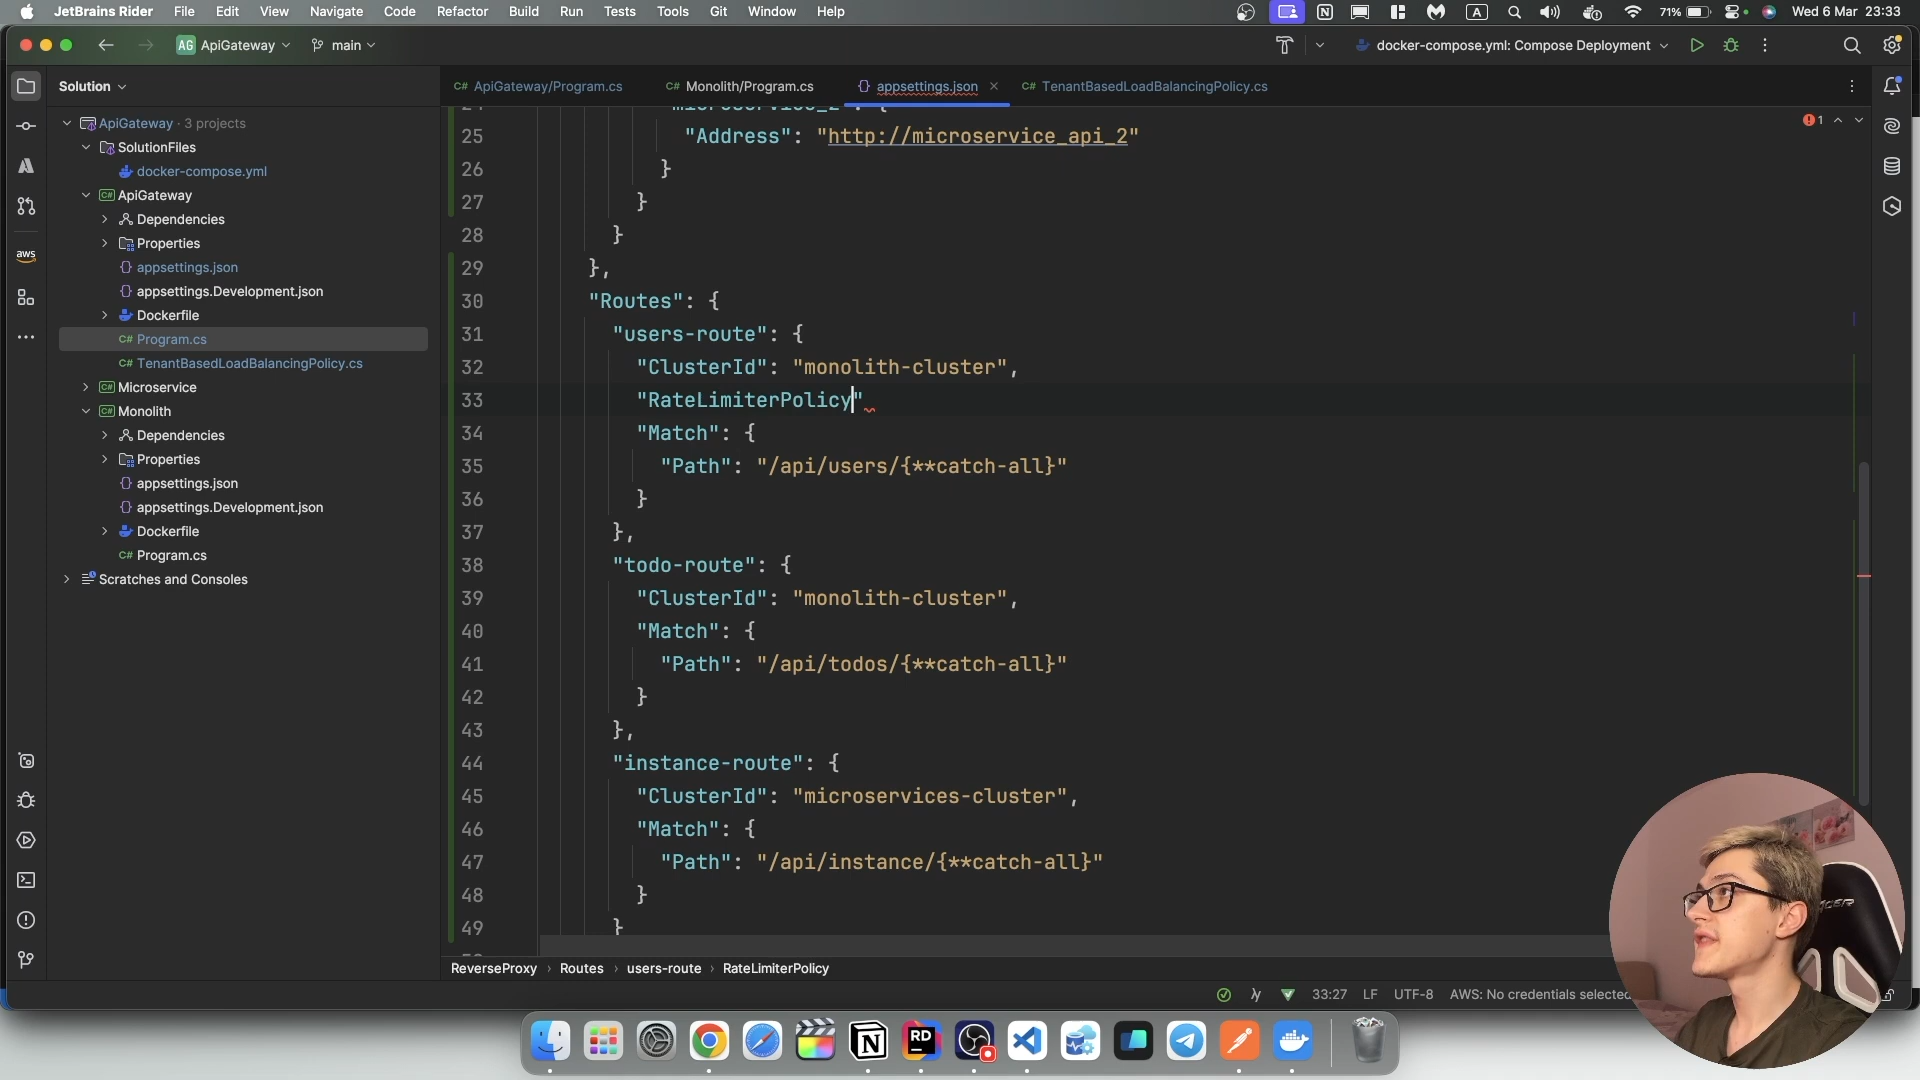 JetBrains Rider File Edit View Navigate Code Refactor Build Run Tests Tools Git Window Help 71% Wed 6 Mar 23:33
AG ApiGateway main docker-compose.yml: Compose Deployment
Solution
ApiGateway · 3 projects
SolutionFiles
docker-compose.yml
C# ApiGateway
Dependencies
Properties
{} appsettings.json
{} appsettings.Development.json
Dockerfile
C# Program.cs
C# TenantBasedLoadBalancingPolicy.cs
C# Microservice
C# Monolith
Dependencies
Properties
{} appsettings.json
{} appsettings.Development.json
Dockerfile
C# Program.cs
Scratches and Consoles
aws
C# ApiGateway/Program.cs C# Monolith/Program.cs {} appsettings.json C# TenantBasedLoadBalancingPolicy.cs
1
25 "Address": "http://microservice_api_2"
26 }
27 }
28 }
29 },
30 "Routes": {
31 "users-route": {
32 "ClusterId": "monolith-cluster",
33 "RateLimiterPolicy"
34 "Match": {
35 "Path": "/api/users/{**catch-all}"
36 }
37 },
38 "todo-route": {
39 "ClusterId": "monolith-cluster",
40 "Match": {
41 "Path": "/api/todos/{**catch-all}"
42 }
43 },
44 "instance-route": {
45 "ClusterId": "microservices-cluster",
46 "Match": {
47 "Path": "/api/instance/{**catch-all}"
48 }
49 }
ReverseProxy › Routes › users-route › RateLimiterPolicy
33:27 LF UTF-8 AWS: No credentials selected
RD